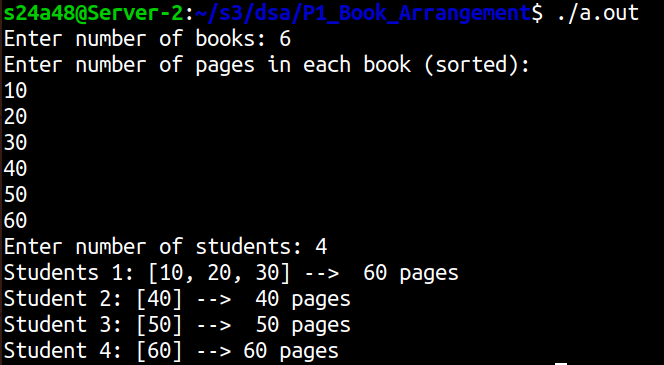 s24a48@Server-2:~/s3/dsa/P1_Book_Arrangement$ ./a.out
Enter number of books: 6
Enter number of pages in each book (sorted):
10
20
30
40
50
60
Enter number of students: 4
Students 1: [10, 20, 30] -->  60 pages
Student 2: [40] -->  40 pages
Student 3: [50] -->  50 pages
Student 4: [60] --> 60 pages